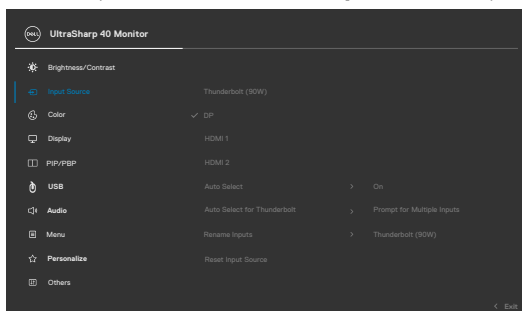 DELL UltraSharp 40 Monitor
Brightness/Contrast
Input Source Thunderbolt (90W)
Color ✓ DP
Display HDMI 1
PIP/PBP HDMI 2
USB Auto Select > On
Audio Auto Select for Thunderbolt > Prompt for Multiple Inputs
Menu Rename Inputs > Thunderbolt (90W)
Personalize Reset Input Source
Others
< Exit